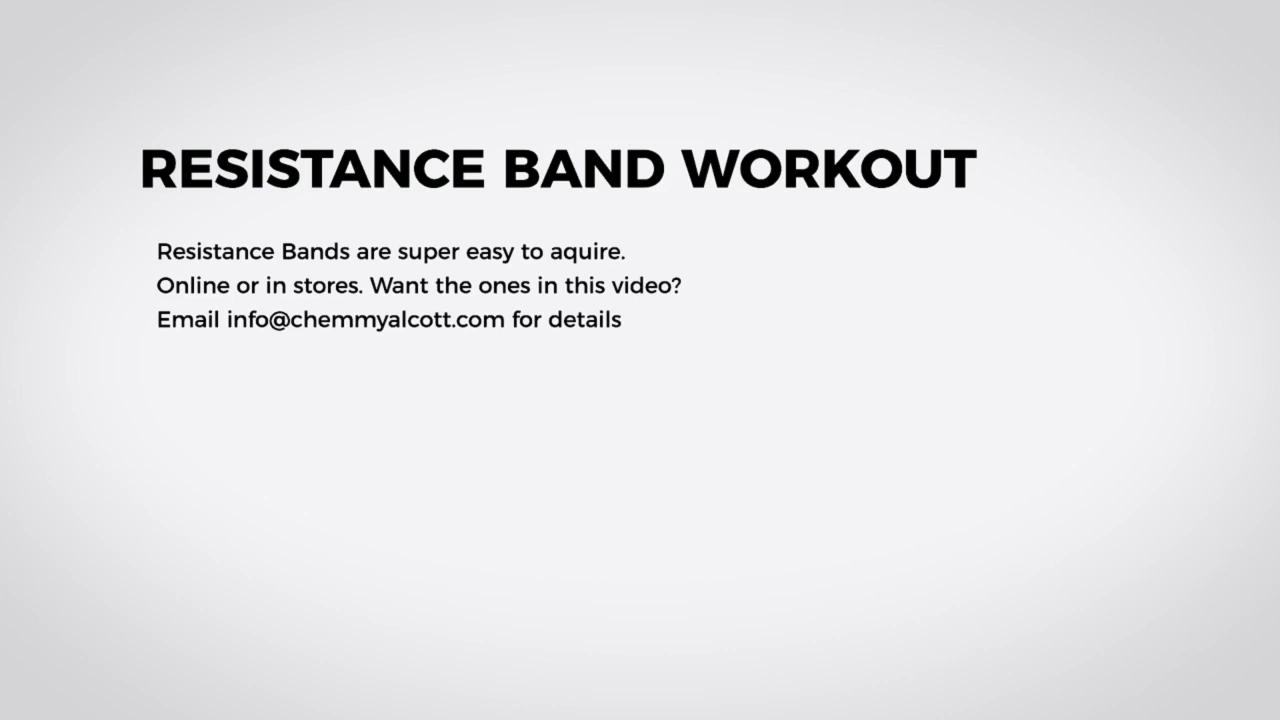 RESISTANCE BAND WORKOUT
Resistance Bands are super easy to aquire.
Online or in stores. Want the ones in this video?
Email info@chemmyalcott.com for details